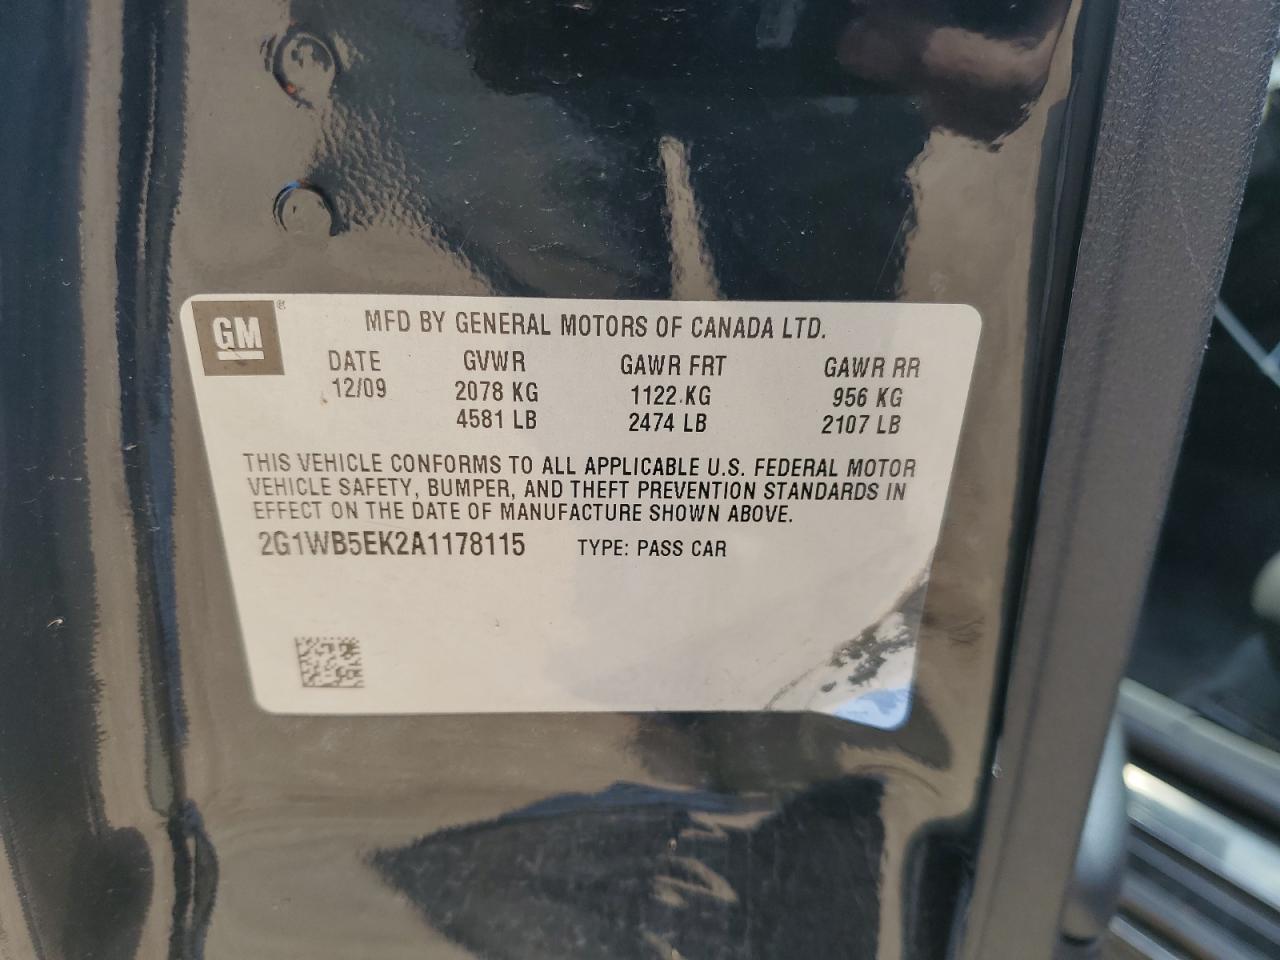 GM ®
MFD BY GENERAL MOTORS OF CANADA LTD.
DATE GVWR GAWR FRT GAWR RR
12/09 2078 KG 1122 KG 956 KG
4581 LB 2474 LB 2107 LB
THIS VEHICLE CONFORMS TO ALL APPLICABLE U.S. FEDERAL MOTOR
VEHICLE SAFETY, BUMPER, AND THEFT PREVENTION STANDARDS IN
EFFECT ON THE DATE OF MANUFACTURE SHOWN ABOVE.
2G1WB5EK2A1178115 TYPE: PASS CAR